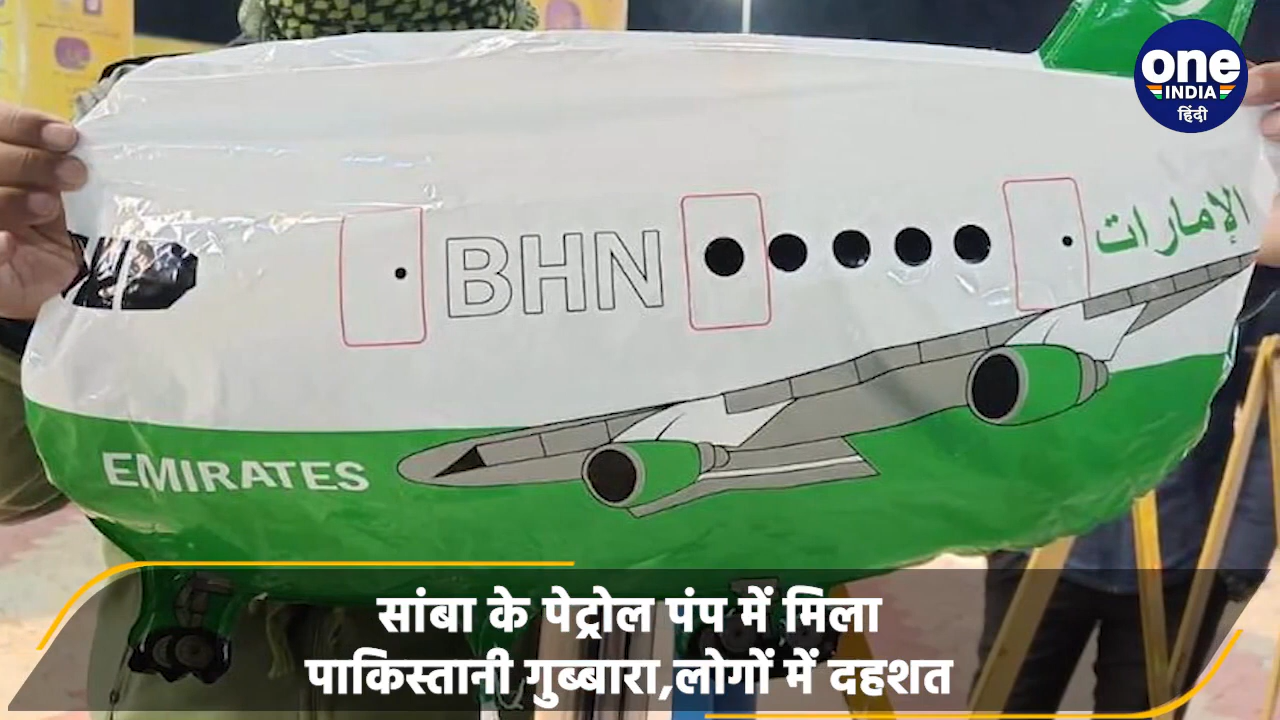 one
INDIA
हिंदी
الإمارات
BHN
EMIRATES
सांबा के पेट्रोल पंप में मिला
पाकिस्तानी गुब्बारा,लोगों में दहशत